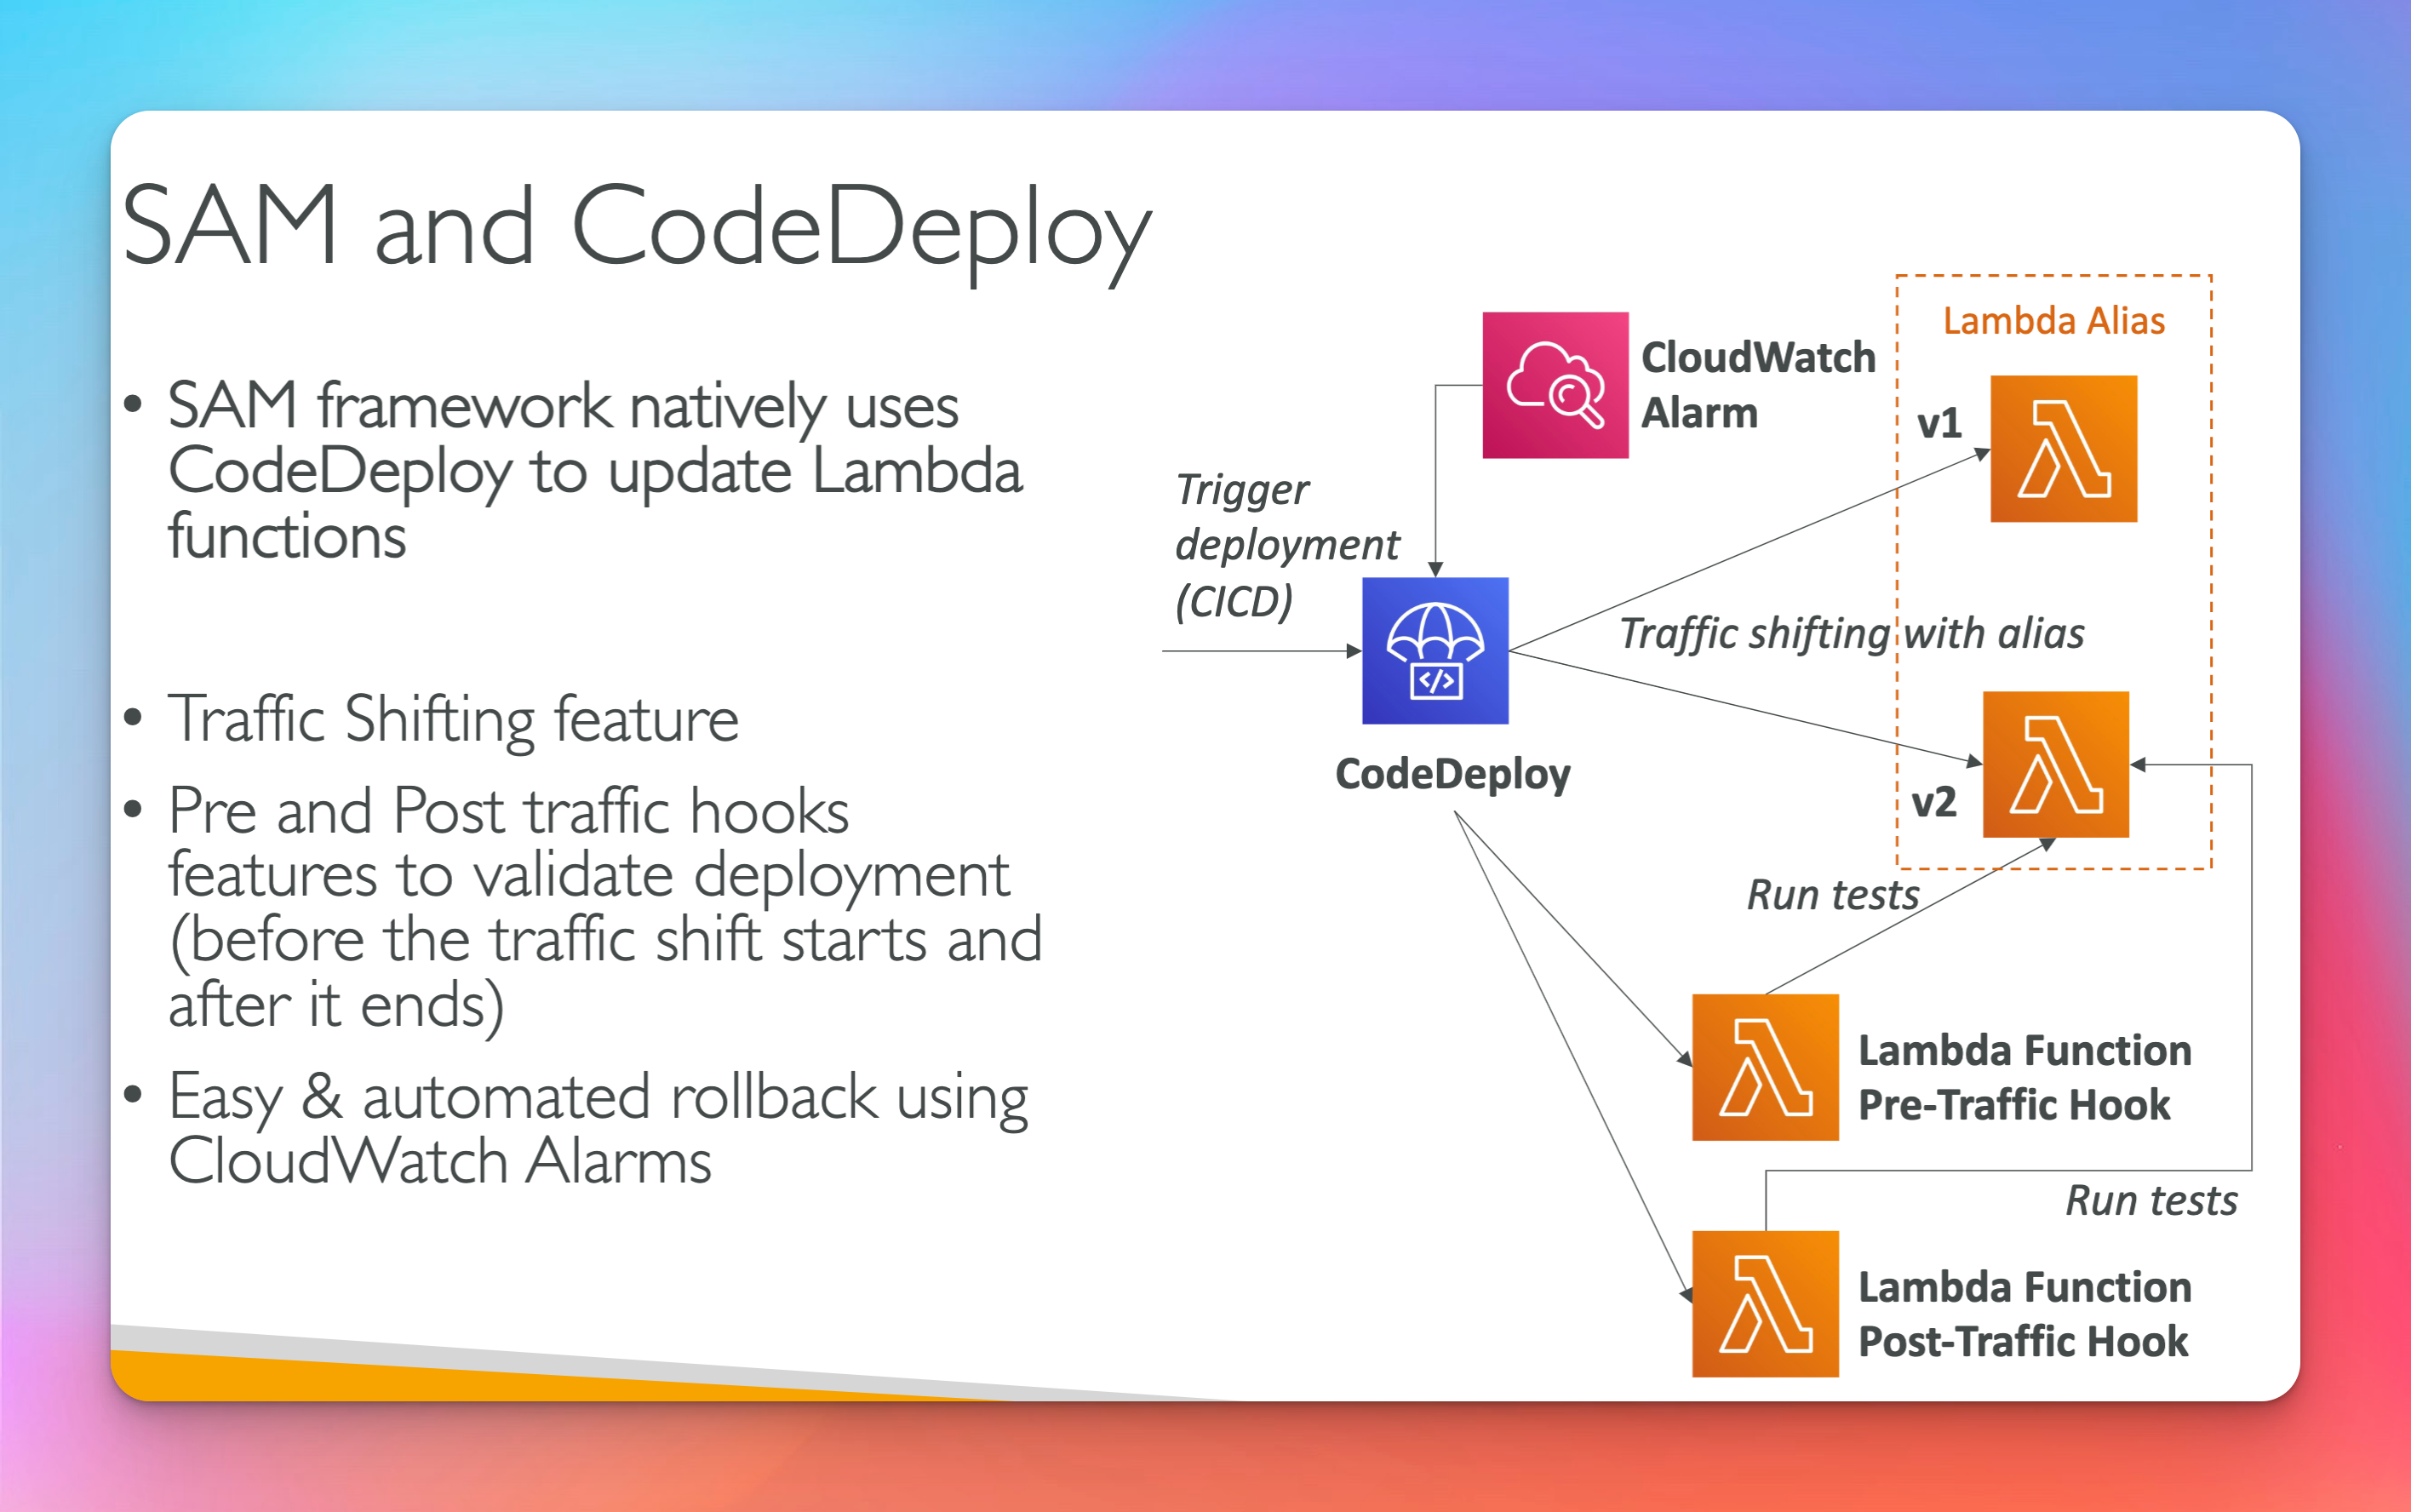 SAM and CodeDeploy
• SAM framework natively uses
CodeDeploy to update Lambda
functions
• Traffic Shifting feature
• Pre and Post traffic hooks
features to validate deployment
(before the traffic shift starts and
after it ends)
• Easy & automated rollback using
CloudWatch Alarms
Trigger
deployment
(CICD)
CloudWatch
Alarm
CodeDeploy
Lambda Alias
v1
Traffic shifting with alias
v2
Run tests
Lambda Function
Pre-Traffic Hook
Run tests
Lambda Function
Post-Traffic Hook